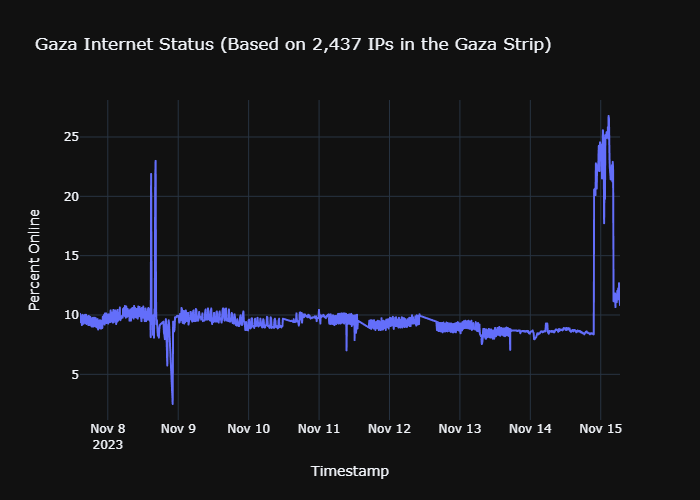 Gaza Internet Status (Based on 2,437 IPs in the Gaza Strip)
Percent Online
25
20
15
10
5
Nov 8 Nov 9 Nov 10 Nov 11 Nov 12 Nov 13 Nov 14 Nov 15
2023
Timestamp